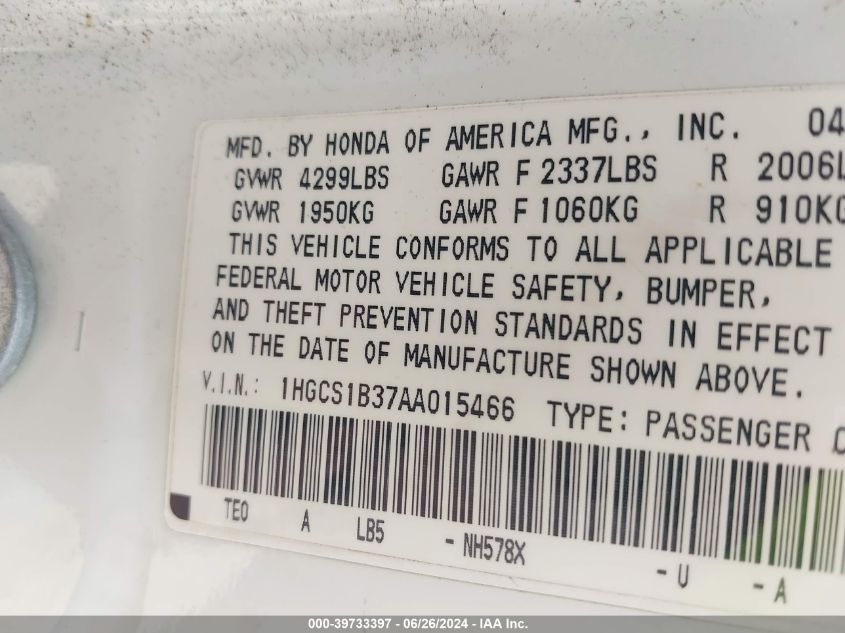 MFD. BY HONDA OF AMERICA MFG., INC. 04
GVWR 4299LBS GAWR F 2337LBS R 2006L
GVWR 1950KG GAWR F 1060KG R 910KG
THIS VEHICLE CONFORMS TO ALL APPLICABLE
FEDERAL MOTOR VEHICLE SAFETY, BUMPER,
AND THEFT PREVENTION STANDARDS IN EFFECT
ON THE DATE OF MANUFACTURE SHOWN ABOVE.
V.I.N.: 1HGCS1B37AA015466 TYPE: PASSENGER C
TE0 A LB5 - NH578X - U - A
000-39733397 - 06/26/2024 - IAA Inc.